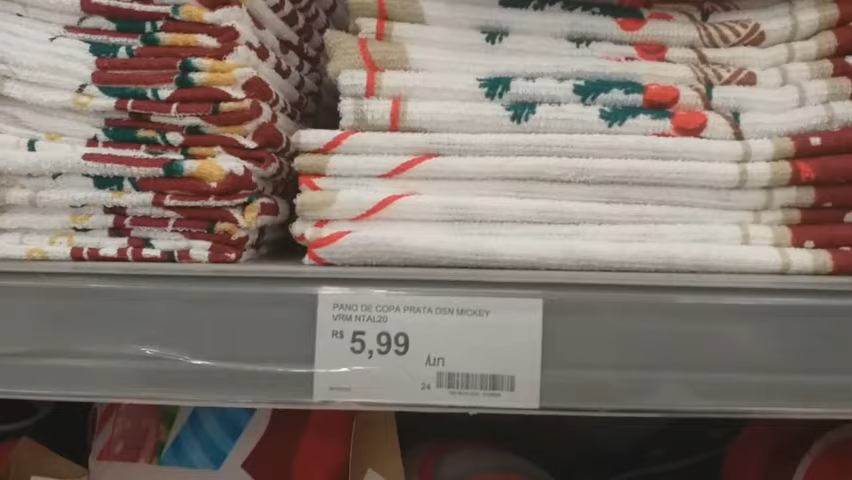 PANO DE COPA PRATA DSN MICKEY
VRM NTAL20
R$ 5,99
/un
24